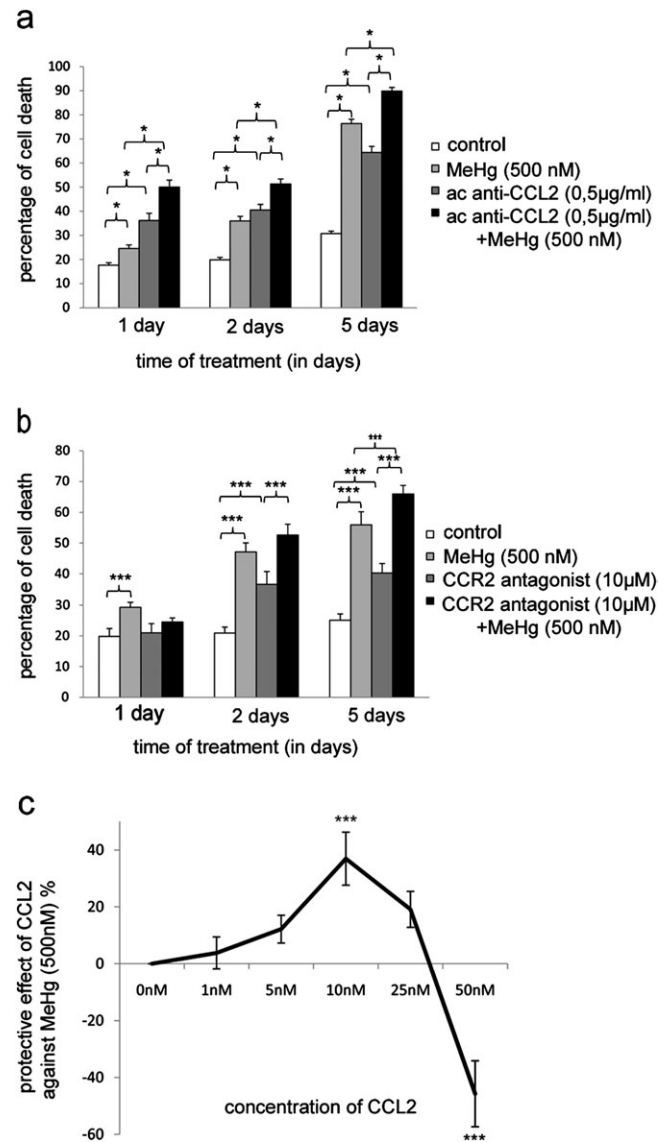 a
percentage of cell death
100
90
80
70
60
50
40
30
20
10
0
* * * *
* * * *
* * * *
1 day 2 days 5 days
time of treatment (in days)
control
MeHg (500 nM)
ac anti-CCL2 (0,5µg/ml)
ac anti-CCL2 (0,5µg/ml)
+MeHg (500 nM)
b
percentage of cell death
80
70
60
50
40
30
20
10
0
***
*** *** ***
*** *** *** ***
1 day 2 days 5 days
time of treatment (in days)
control
MeHg (500 nM)
CCR2 antagonist (10µM)
CCR2 antagonist (10µM)
+MeHg (500 nM)
c
protective effect of CCL2
against MeHg (500nM) %
40
20
0
-20
-40
-60
***
0nM 1nM 5nM 10nM 25nM 50nM
concentration of CCL2
***